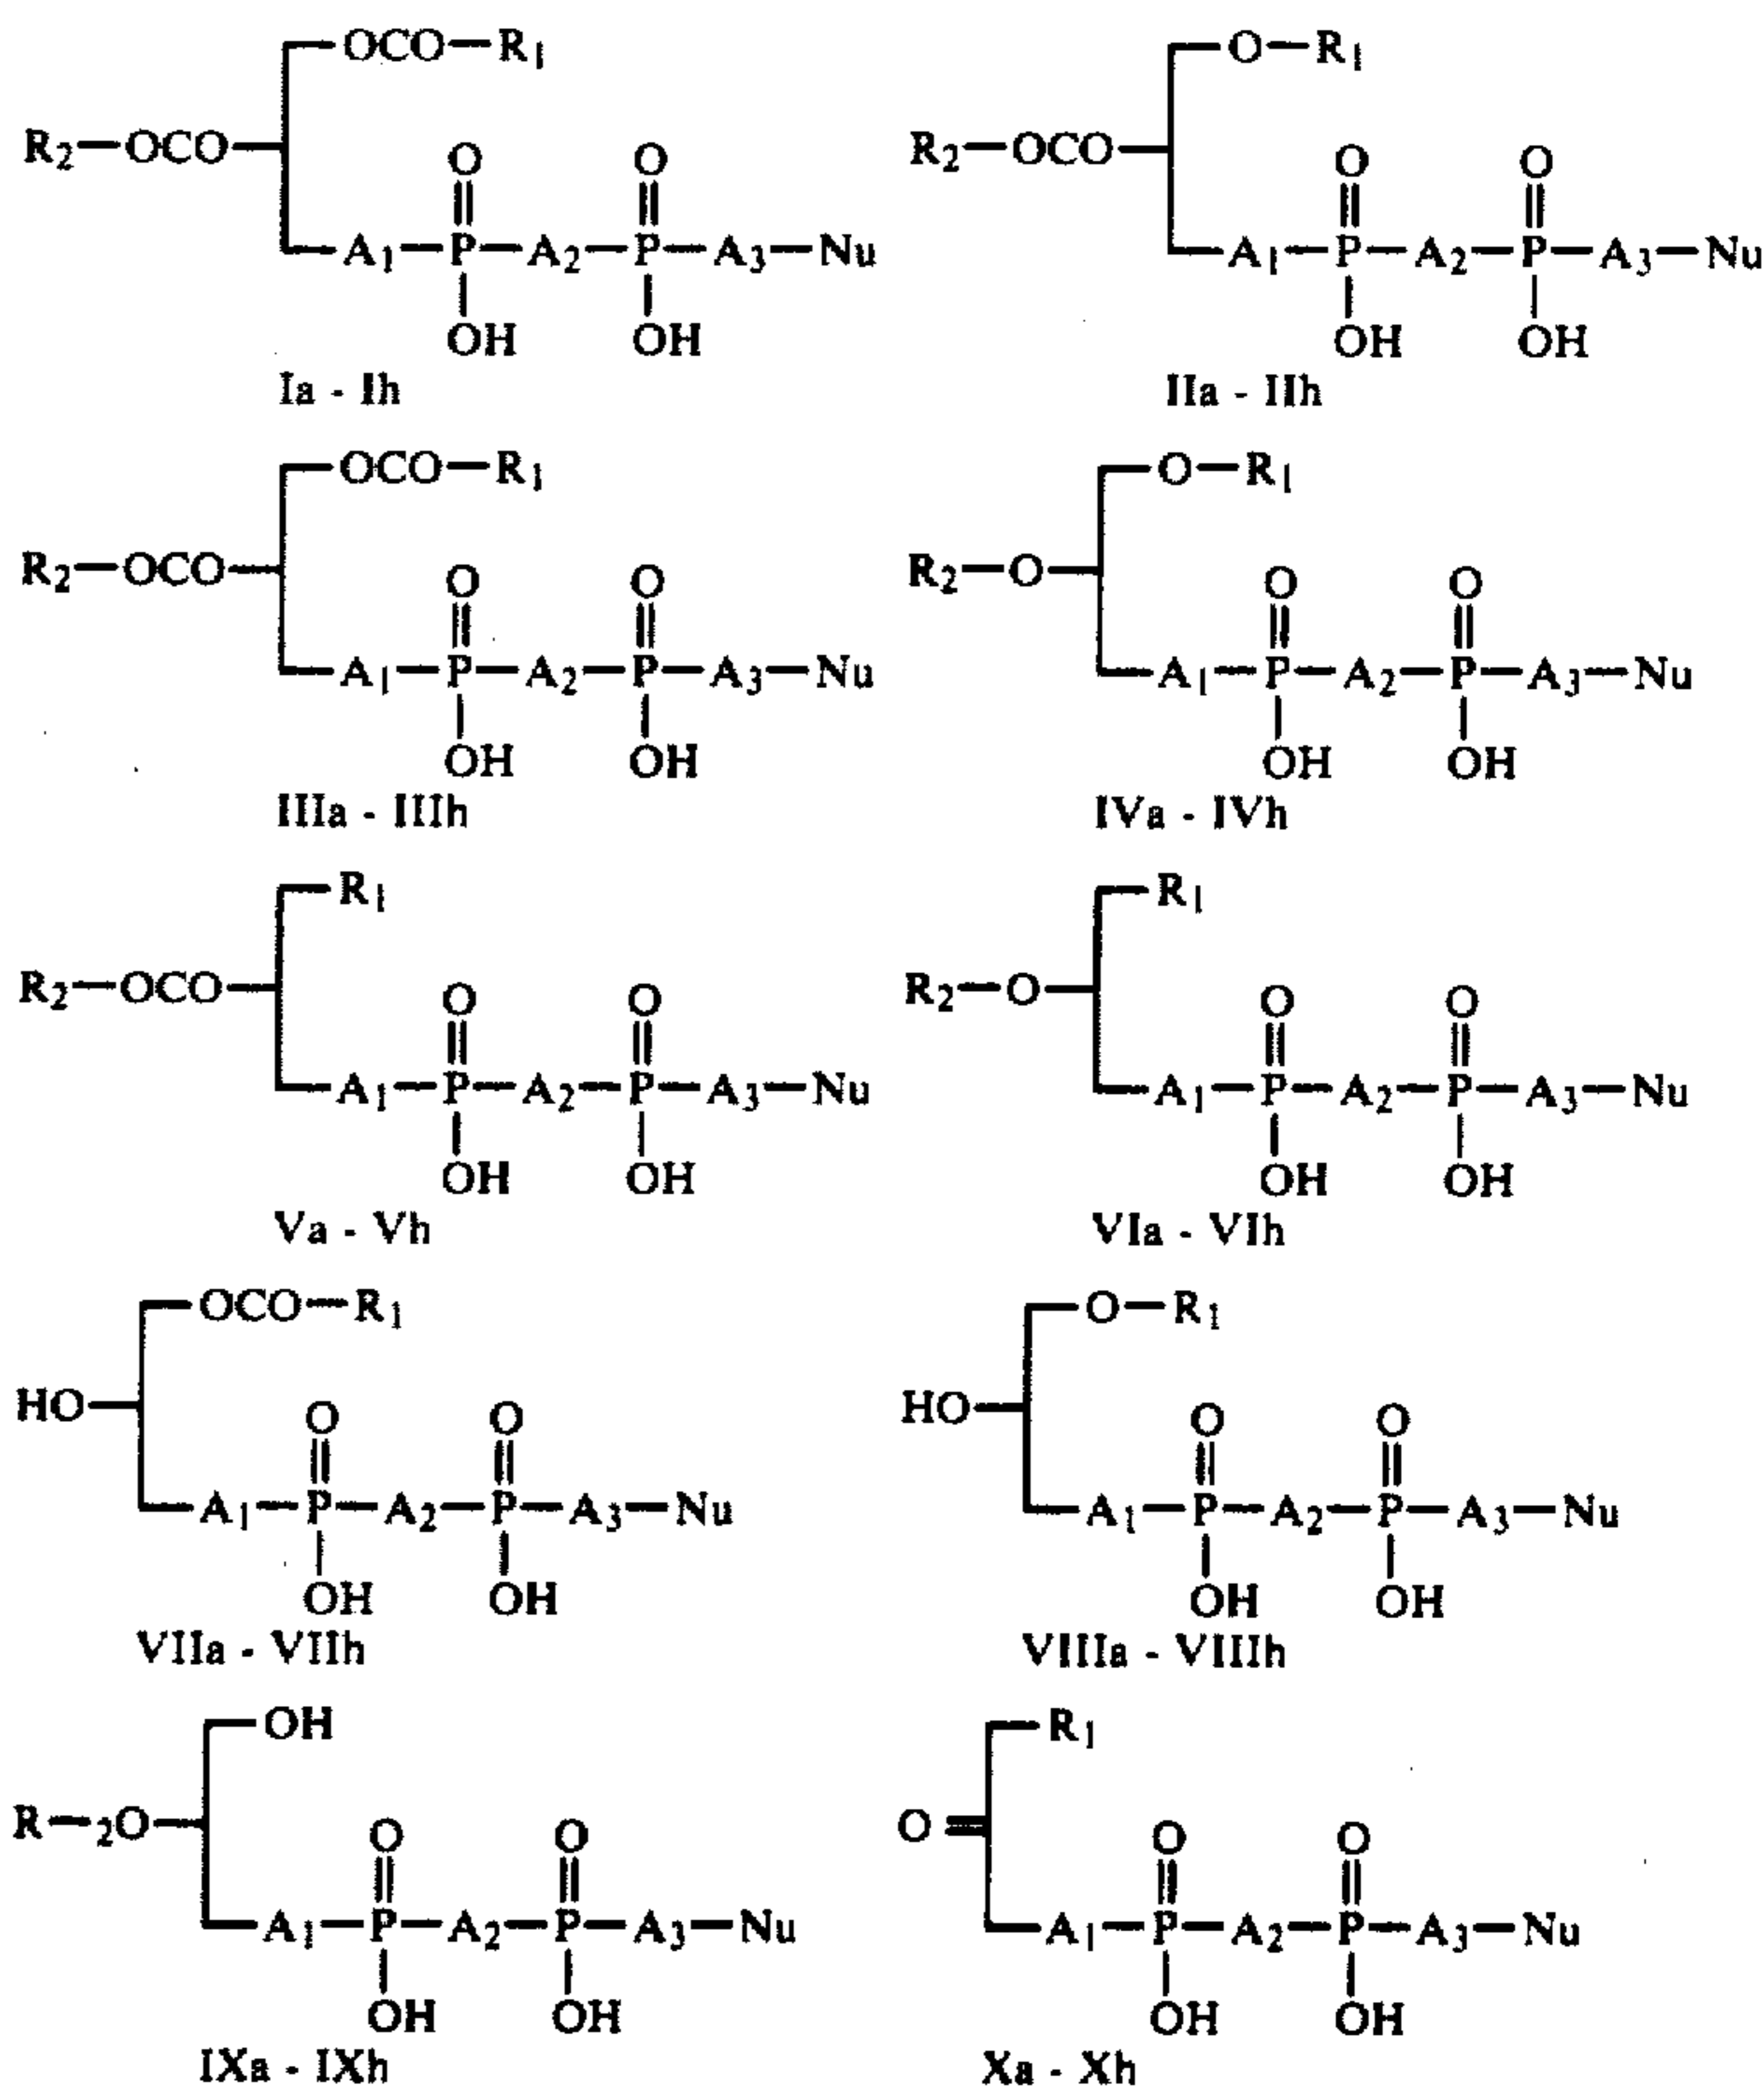 OCO—R₁ O—R₁
R₂—OCO O O R₂—OCO O O
A₁—P—A₂—P—A₃—Nu A₁—P—A₂—P—A₃—Nu
OH OH OH OH
Ia - Ih IIa - IIh
OCO—R₁ O—R₁
R₂—OCO O O R₂—O O O
A₁—P—A₂—P—A₃—Nu A₁—P—A₂—P—A₃—Nu
OH OH OH OH
IIIa - IIIh IVa - IVh
R₁ R₁
R₂—OCO O O R₂—O O O
A₁—P—A₂—P—A₃—Nu A₁—P—A₂—P—A₃—Nu
OH OH OH OH
Va - Vh VIa - VIh
OCO—R₁ O—R₁
HO O O HO O O
A₁—P—A₂—P—A₃—Nu A₁—P—A₂—P—A₃—Nu
OH OH OH OH
VIIa - VIIh VIIIa - VIIIh
OH R₁
R—₂O O O O O O
A₁—P—A₂—P—A₃—Nu A₁—P—A₂—P—A₃—Nu
OH OH OH OH
IXa - IXh Xa - Xh